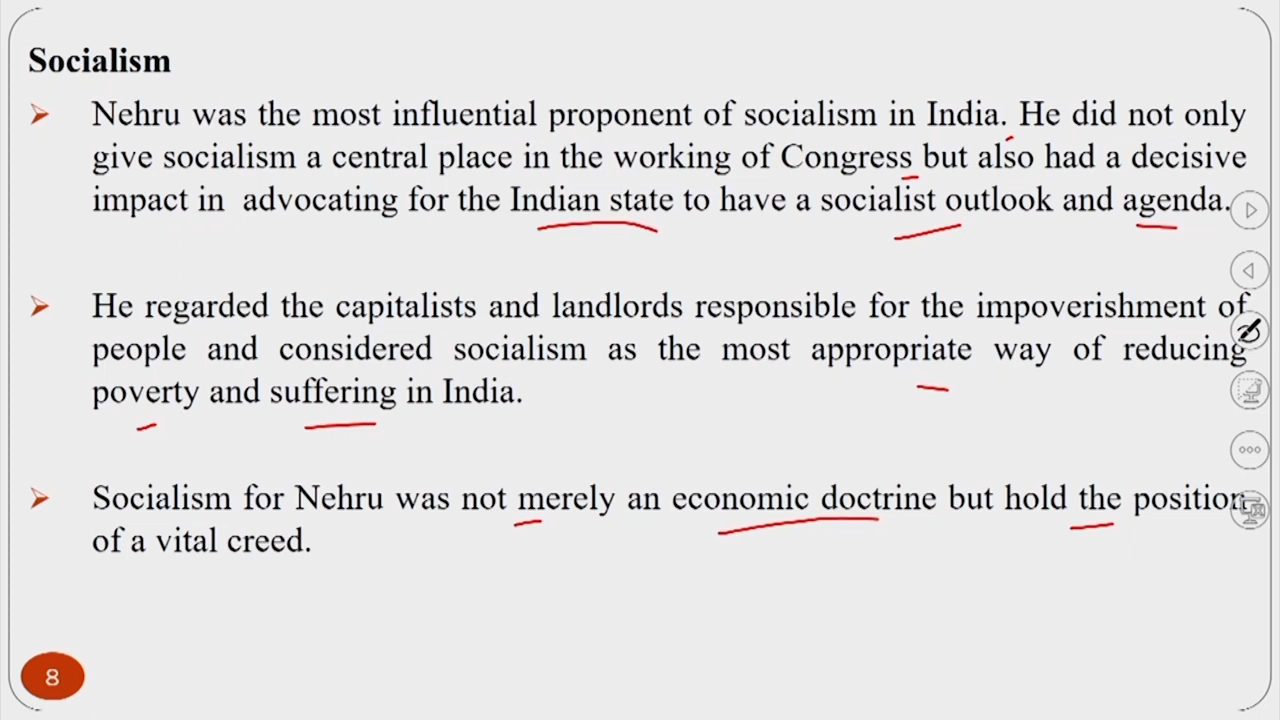 Socialism
Nehru was the most influential proponent of socialism in India. He did not only
give socialism a central place in the working of Congress but also had a decisive
impact in advocating for the Indian state to have a socialist outlook and agenda.
He regarded the capitalists and landlords responsible for the impoverishment of
people and considered socialism as the most appropriate way of reducing
poverty and suffering in India.
Socialism for Nehru was not merely an economic doctrine but hold the position
of a vital creed.
8